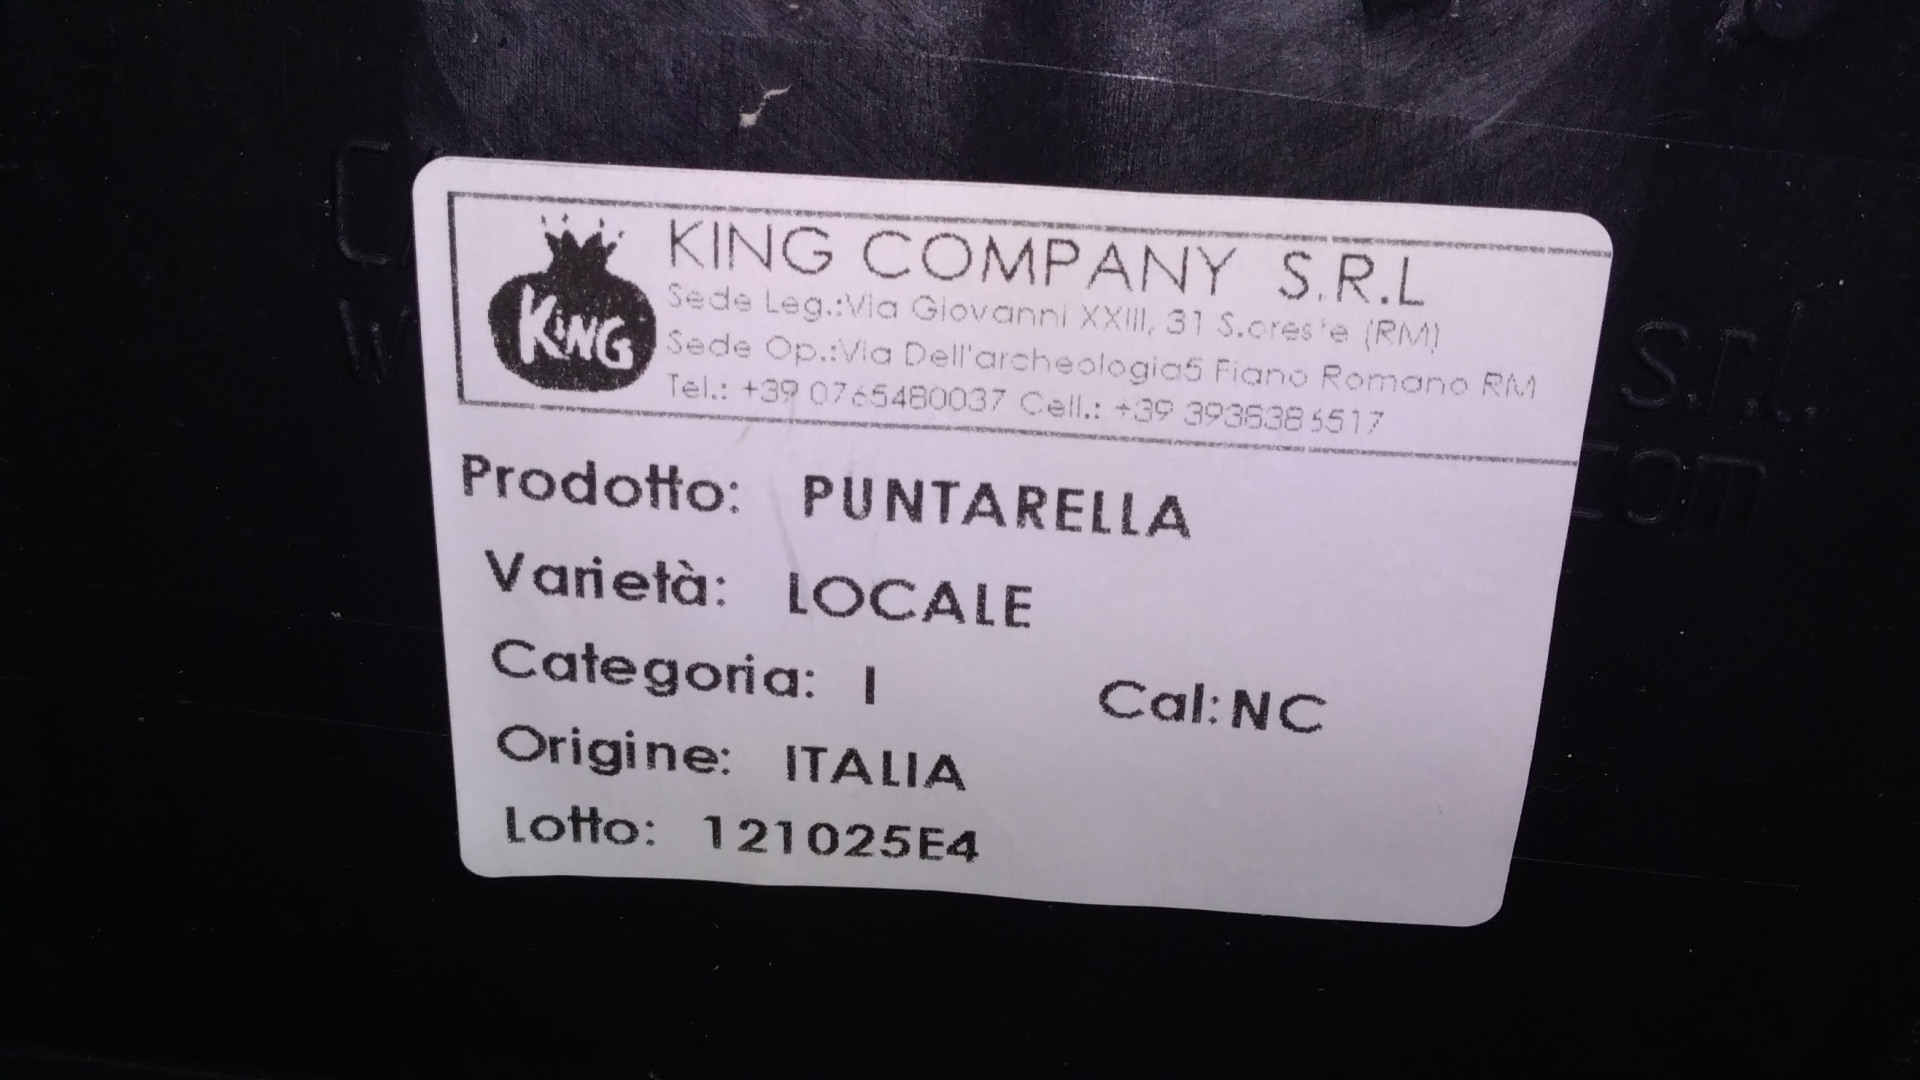 KING
KING COMPANY S.R.L
Sede Leg.:Via Giovanni XXIII, 31 S.oreste (RM)
Sede Op.:Via Dell'archeologia5 Fiano Romano RM
Tel.: +39 0765480037 Cell.: +39
Prodotto: PUNTARELLA
Varietà: LOCALE
Categoria: I Cal:NC
Origine: ITALIA
Lotto: 121025E4
s.r.l.
com